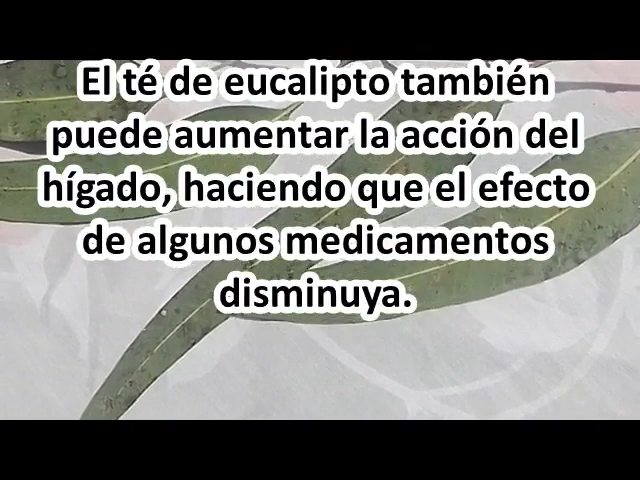 El té de eucalipto también
puede aumentar la acción del
hígado, haciendo que el efecto
de algunos medicamentos
disminuya.